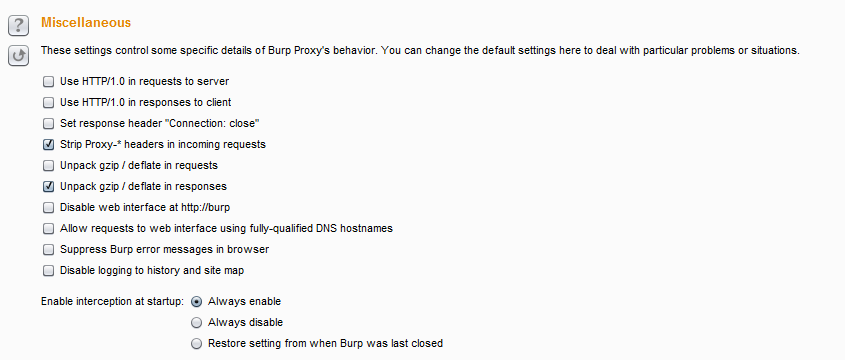 ?
Miscellaneous
These settings control some specific details of Burp Proxy's behavior. You can change the default settings here to deal with particular problems or situations.
Use HTTP/1.0 in requests to server
Use HTTP/1.0 in responses to client
Set response header "Connection: close"
Strip Proxy-* headers in incoming requests
Unpack gzip / deflate in requests
Unpack gzip / deflate in responses
Disable web interface at http://burp
Allow requests to web interface using fully-qualified DNS hostnames
Suppress Burp error messages in browser
Disable logging to history and site map
Enable interception at startup: Always enable
Always disable
Restore setting from when Burp was last closed